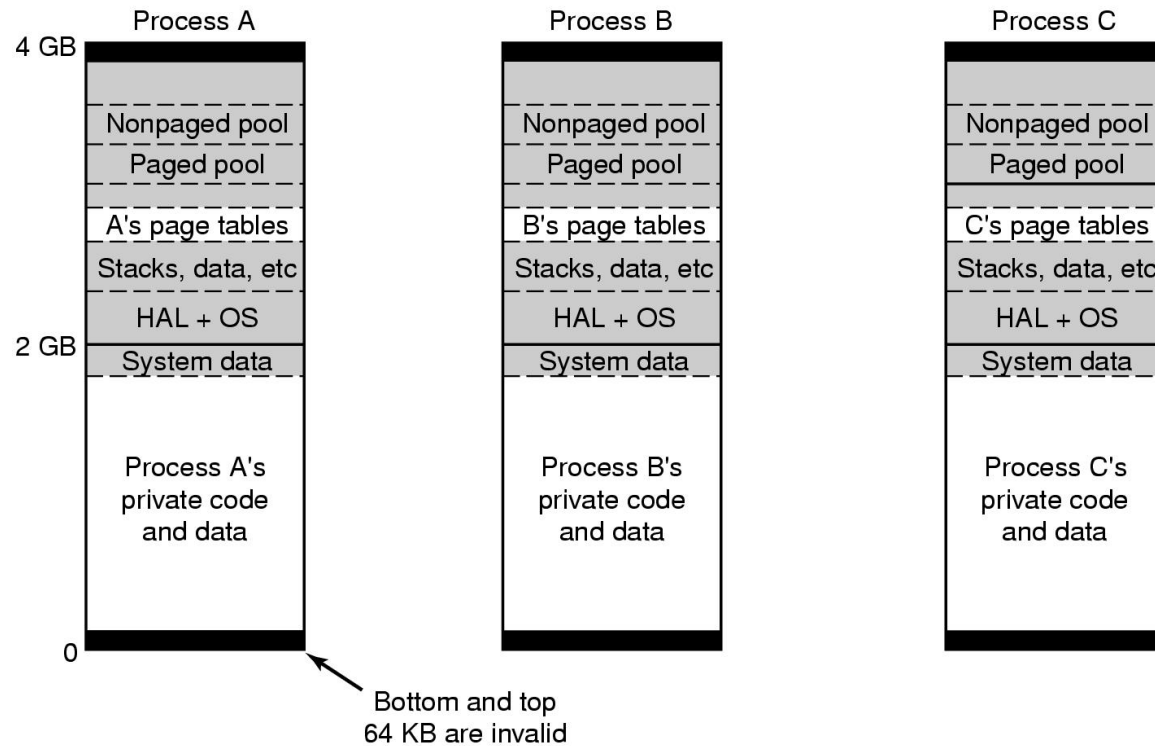 Process A
Process B
Process C
4 GB
Nonpaged pool
Nonpaged pool
Nonpaged pool
Paged pool
Paged pool
Paged pool
A's page tables
B's page tables
C's page tables
Stacks, data, etc
Stacks, data, etc
Stacks, data, etc
HAL + OS
HAL + OS
HAL + OS
2 GB
System data
System data
System data
Process A's
private code
and data
Process B's
private code
and data
Process C's
private code
and data
0
Bottom and top
64 KB are invalid